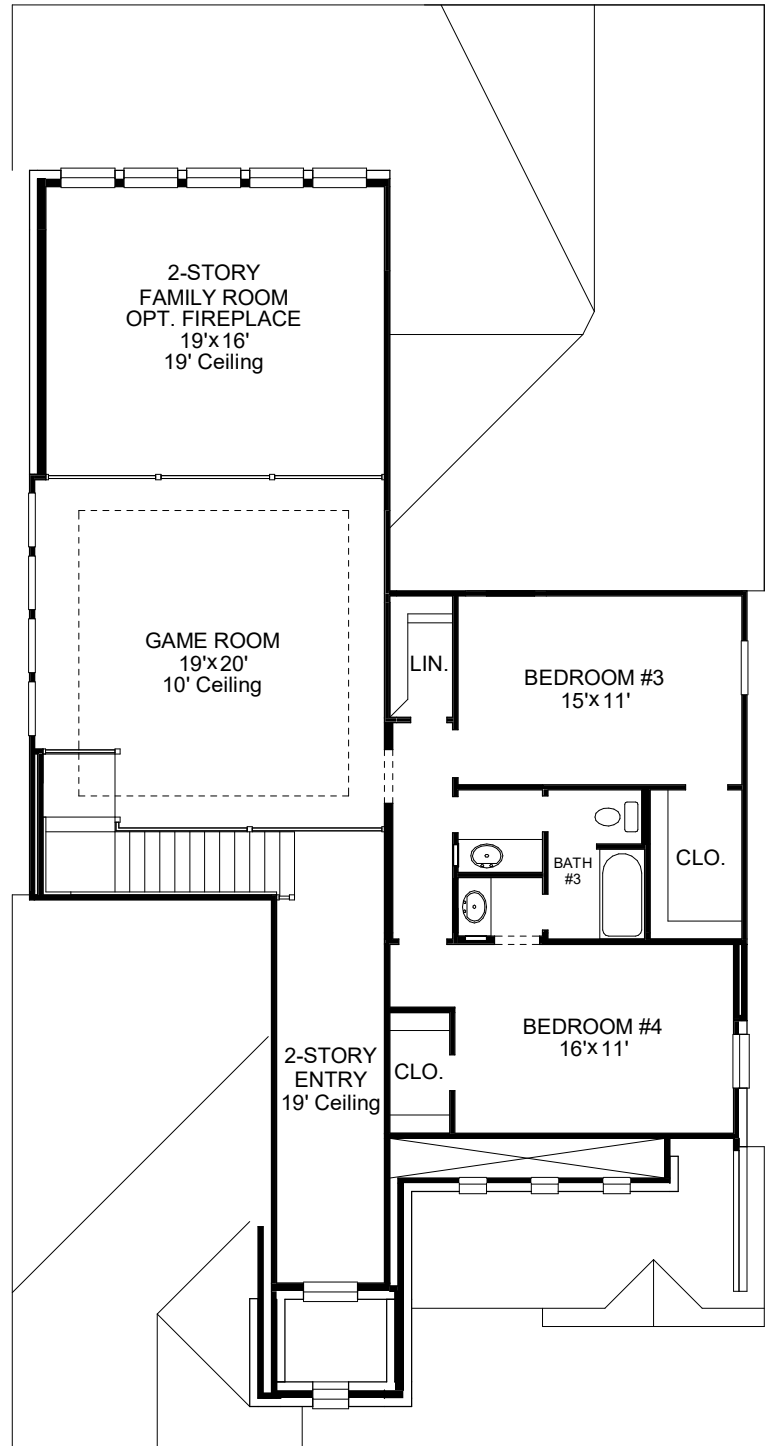 2-STORY
FAMILY ROOM
OPT. FIREPLACE
19'x16'
19' Ceiling
GAME ROOM
19'x20'
10' Ceiling
LIN.
BEDROOM #3
15'x11'
BATH
#3
CLO.
BEDROOM #4
16'x11'
CLO.
2-STORY
ENTRY
19' Ceiling